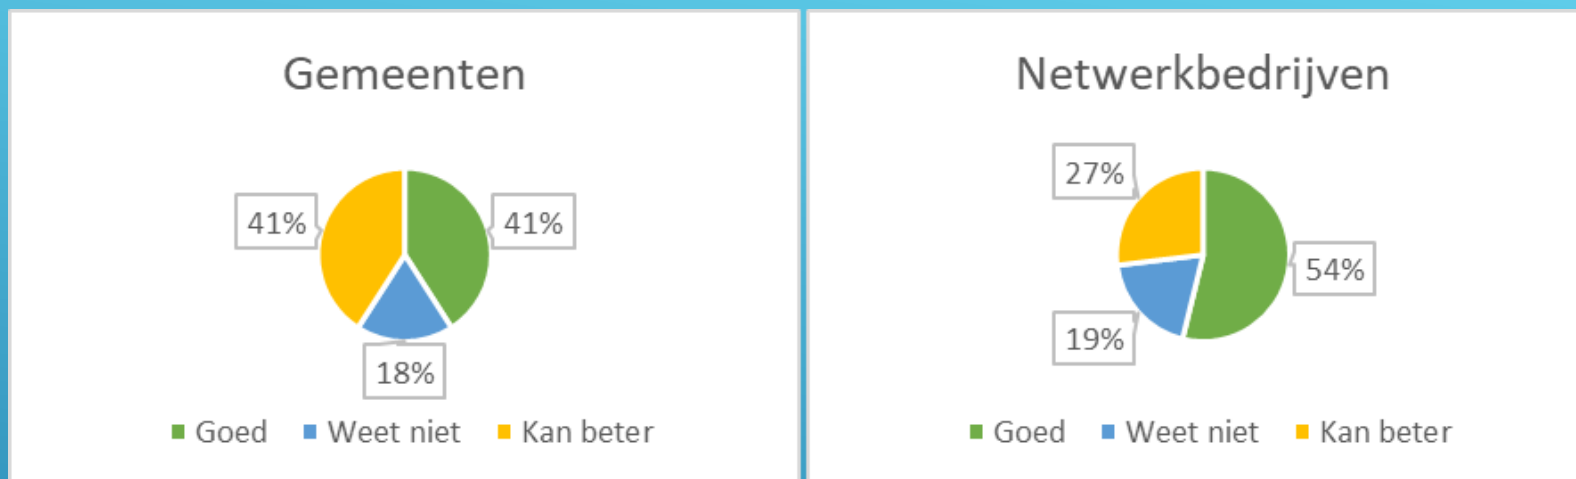 Gemeenten
41%
41%
18%
Goed Weet niet Kan beter
Netwerkbedrijven
27%
54%
19%
Goed Weet niet Kan beter